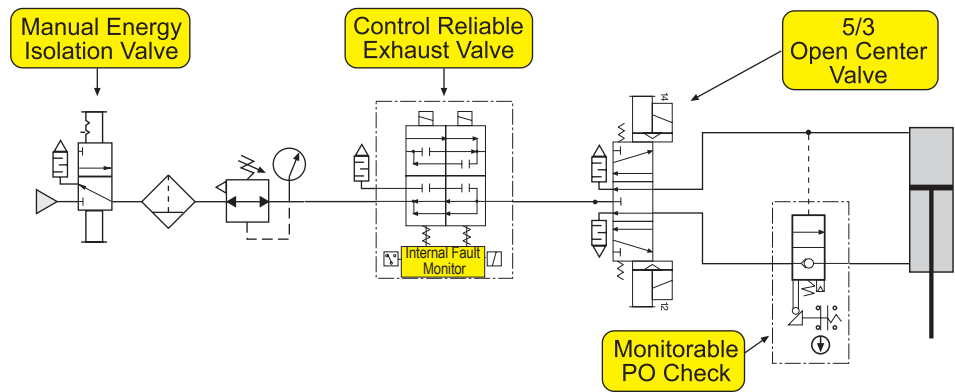 Manual Energy
Isolation Valve
Control Reliable
Exhaust Valve
5/3
Open Center
Valve
14
Internal Fault
Monitor
12
Monitorable
PO Check